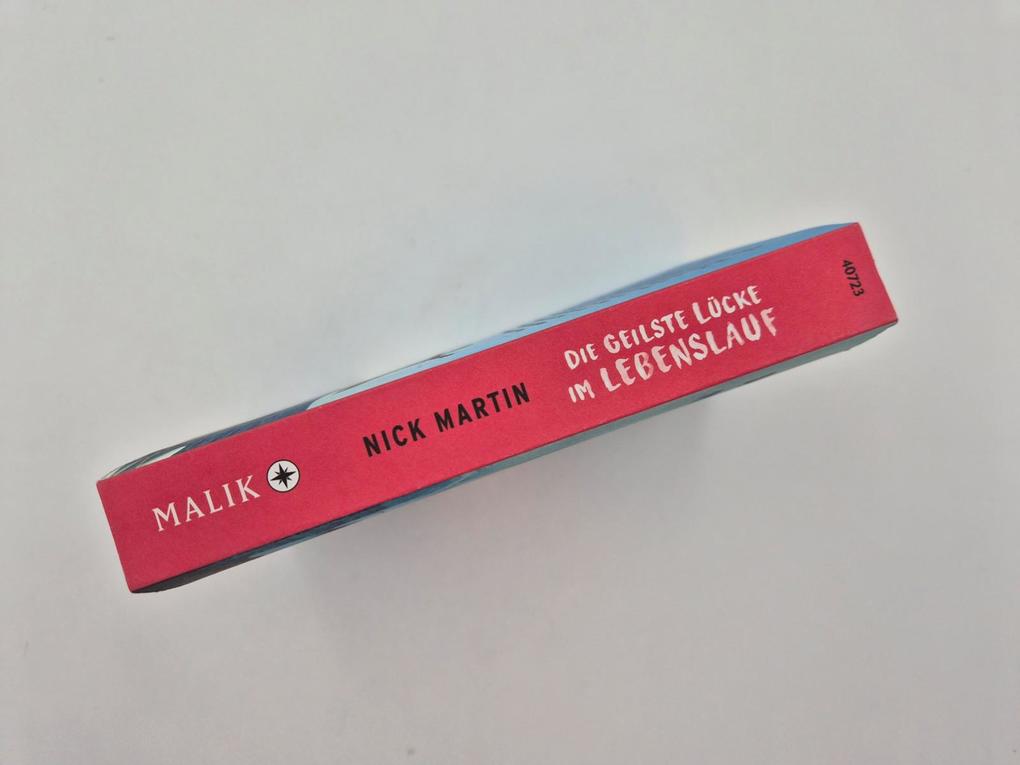 MALIK
NICK MARTIN
DIE GEILSTE LÜCKE
IM LEBENSLAUF
40723